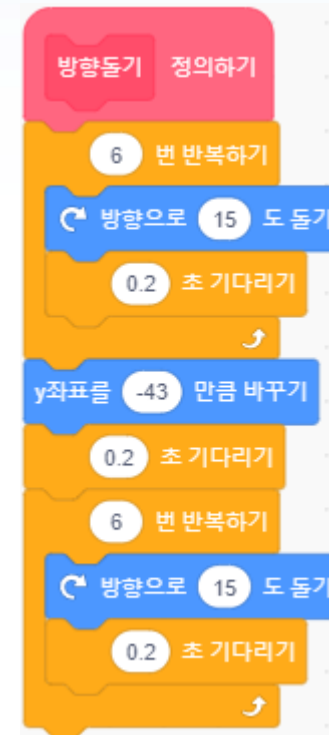 방향돌기 정의하기
6 번 반복하기
방향으로 15 도 돌기
0.2 초 기다리기
y좌표를 -43 만큼 바꾸기
0.2 초 기다리기
6 번 반복하기
방향으로 15 도 돌기
0.2 초 기다리기